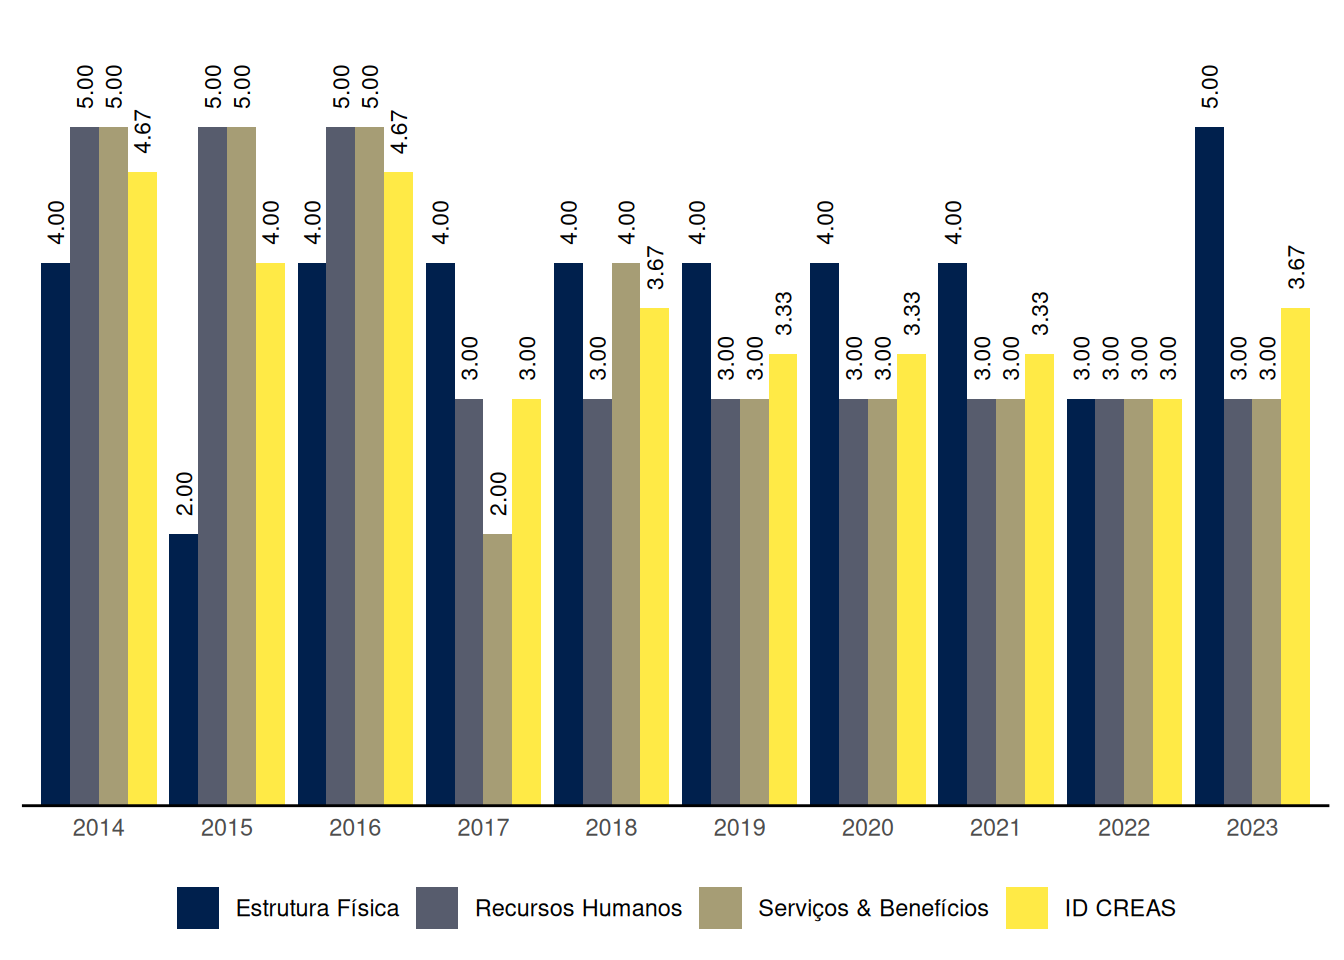 4.00 5.00 5.00 4.67 2.00 5.00 5.00 4.00 4.00 5.00 5.00 4.67 4.00 3.00 2.00 3.00 4.00 3.00 4.00 3.67 4.00 3.00 3.00 3.33 4.00 3.00 3.00 3.33 4.00 3.00 3.00 3.33 3.00 3.00 3.00 3.00 5.00 3.00 3.00 3.67
2014 2015 2016 2017 2018 2019 2020 2021 2022 2023
Estrutura Física Recursos Humanos Serviços & Benefícios ID CREAS